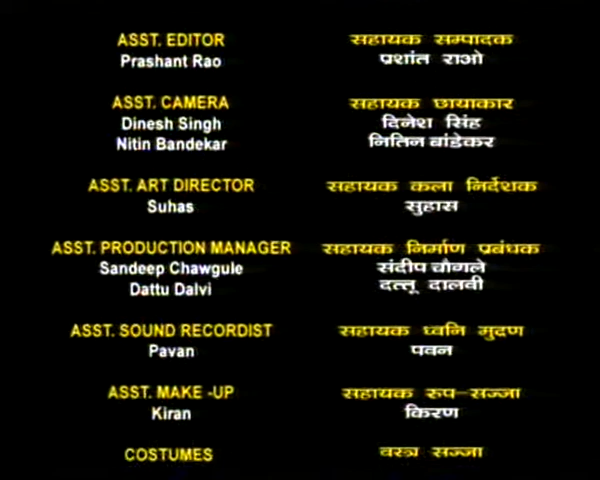 ASST. EDITOR सहायक सम्पादक
Prashant Rao प्रशांत राओ
ASST. CAMERA सहायक छायाकार
Dinesh Singh दिनेश सिंह
Nitin Bandekar नितिन बांडेकर
ASST. ART DIRECTOR सहायक कला निर्देशक
Suhas सुहास
ASST. PRODUCTION MANAGER सहायक निर्माण प्रबंधक
Sandeep Chawgule संदीप चौगले
Dattu Dalvi दत्तू दालवी
ASST. SOUND RECORDIST सहायक ध्वनि मुद्रण
Pavan पवन
ASST. MAKE -UP सहायक रुप-सज्जा
Kiran किरण
COSTUMES वस्त्र सज्जा